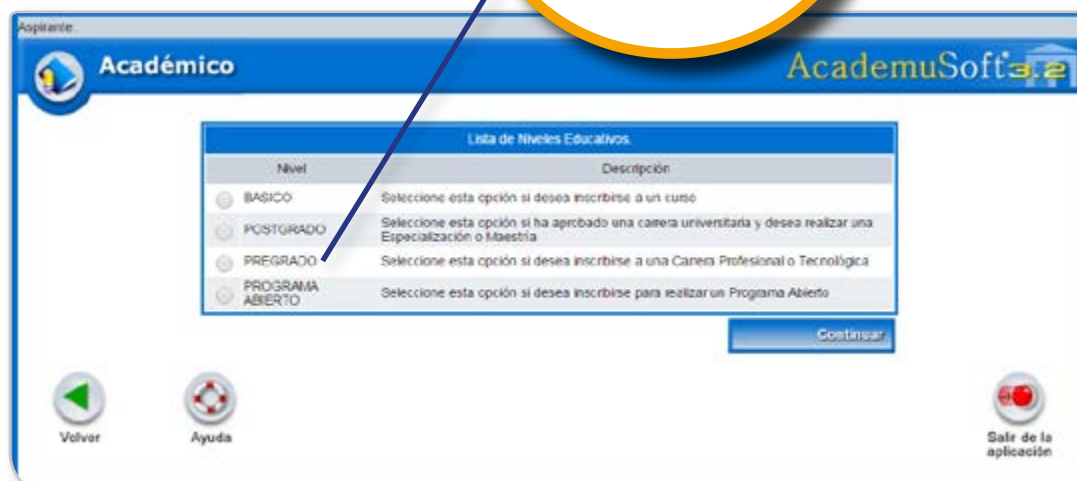 Aspirante.
Académico
AcademuSoft 3.2
Lista de Niveles Educativos.
Nivel Descripción
BASICO Seleccione esta opción si desea inscribirse a un curso
POSTGRADO Seleccione esta opción si ha aprobado una carrera universitaria y desea realizar una
Especialización o Maestría
PREGRADO Seleccione esta opción si desea inscribirse a una Carrera Profesional o Tecnológica
PROGRAMA
ABIERTO Seleccione esta opción si desea inscribirse para realizar un Programa Abierto
Continuar
Volver
Ayuda
Salir de la
aplicación